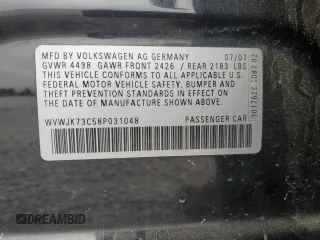 MFD BY VOLKSWAGEN AG GERMANY 07/07
GVWR 4498 GAWR FRONT 2426 / REAR 2183 LBS
THIS VEHICLE CONFORMS TO ALL APPLICABLE U.S.
FEDERAL MOTOR VEHICLE SAFETY, BUMPER, AND
THEFT PREVENTION STANDARDS IN EFFECT ON THE
DATE OF MANUFACTURE SHOWN ABOVE
WVWJK73C58P031048 PASSENGER CAR
DREAMBID